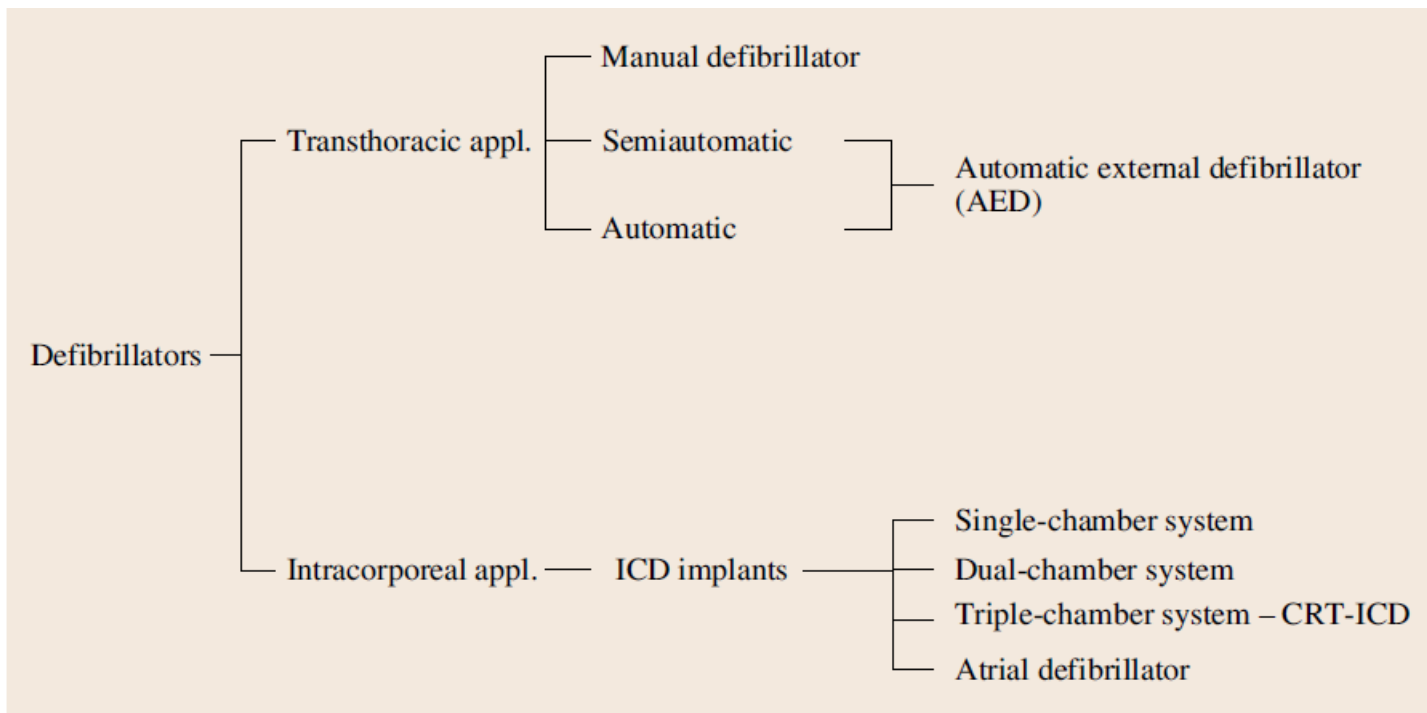 Manual defibrillator
Transthoracic appl.
Semiautomatic
Automatic external defibrillator
(AED)
Automatic
Defibrillators
Single-chamber system
Intracorporeal appl.
ICD implants
Dual-chamber system
Triple-chamber system – CRT-ICD
Atrial defibrillator